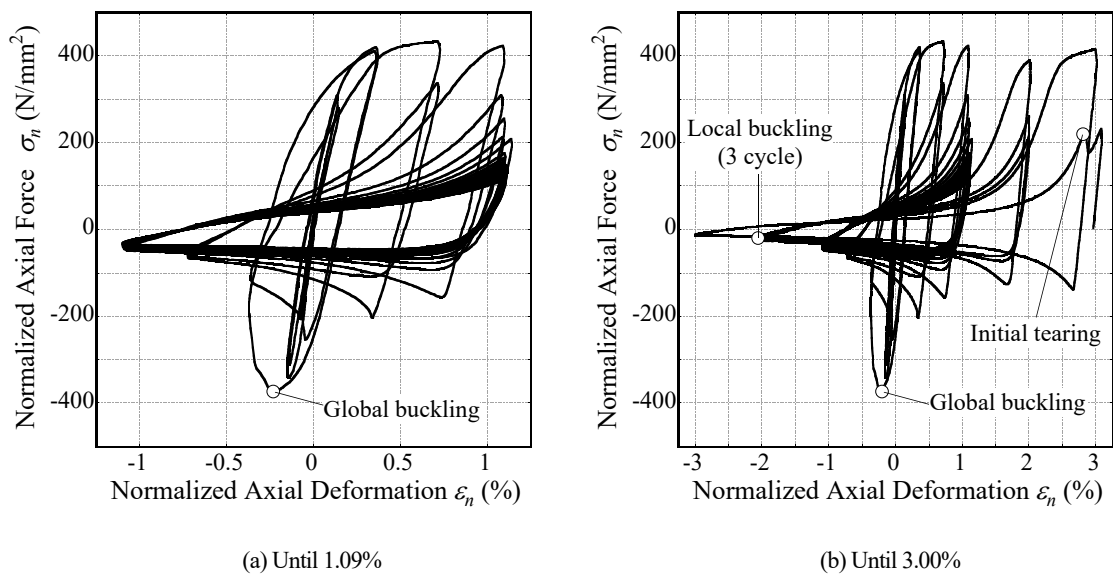 Normalized Axial Force σn (N/mm²)
400
200
0
-200
-400
Global buckling
-1
-0.5
0
0.5
1
Normalized Axial Deformation εn (%)
(a) Until 1.09%
Normalized Axial Force σn (N/mm²)
400
200
0
-200
-400
Local buckling
(3 cycle)
Initial tearing
Global buckling
-3
-2
-1
0
1
2
3
Normalized Axial Deformation εn (%)
(b) Until 3.00%